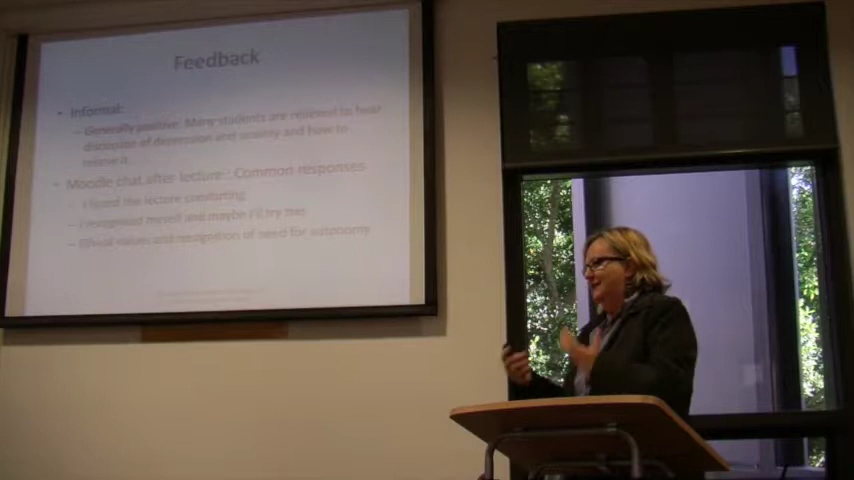 Feedback
• Informal:
– Generally positive. Many students are relieved to hear
discussion of depression and anxiety and how to
relieve it.
• Moodle chat after lecture : Common responses
– I found the lecture comforting
– I recognised myself and maybe I'll try that
– Ethical values and recognition of need for autonomy